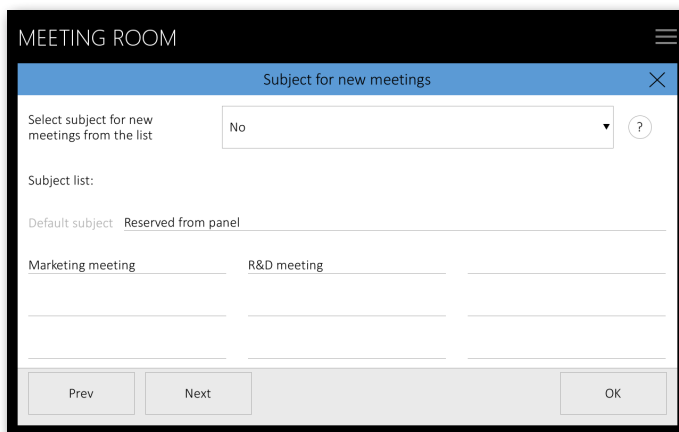 MEETING ROOM
Subject for new meetings
Select subject for new
meetings from the list
No
?
Subject list:
Default subject Reserved from panel
Marketing meeting R&D meeting
Prev Next OK